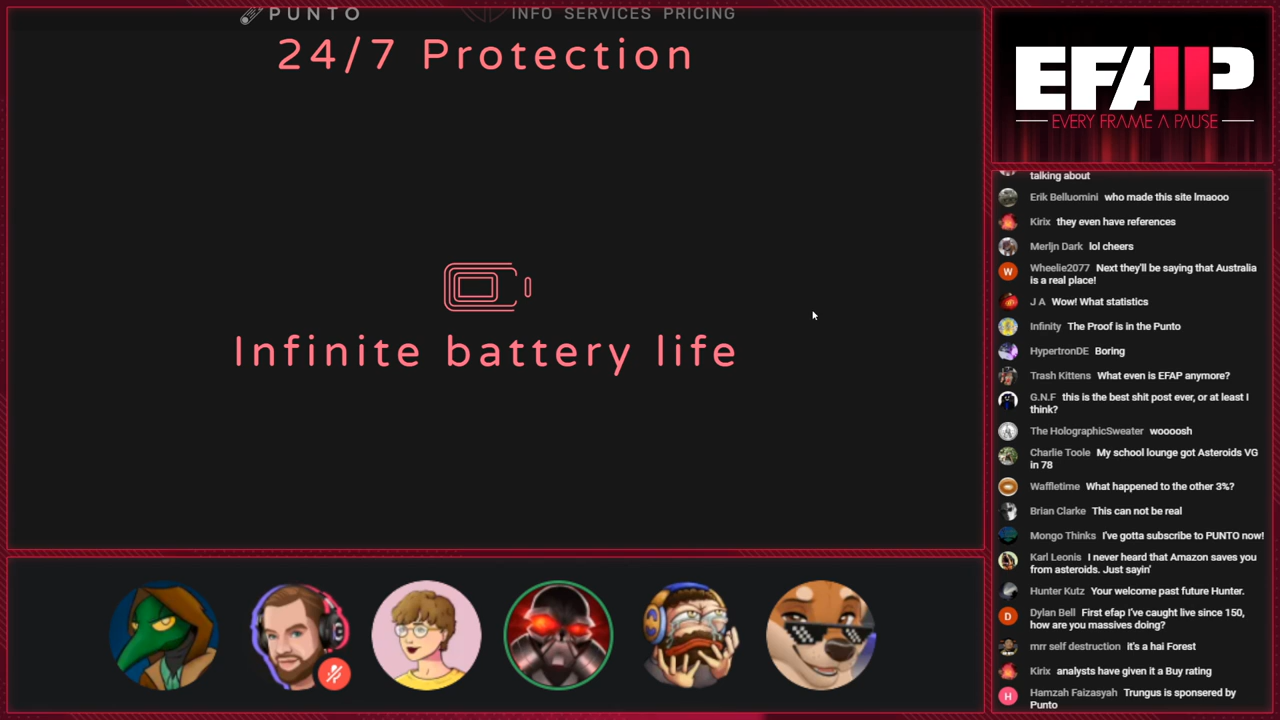 PUNTO
INFO SERVICES PRICING
24/7 Protection
Infinite battery life
EFAP
EVERY FRAME A PAUSE
talking about
Erik Belluomini who made this site lmaooo
Kirix they even have references
Merljn Dark lol cheers
W
Wheelie2077 Next they'll be saying that Australia
is a real place!
J A Wow! What statistics
Infinity The Proof is in the Punto
HypertronDE Boring
Trash Kittens What even is EFAP anymore?
G.N.F this is the best shit post ever, or at least I
think?
The HolographicSweater woooosh
Charlie Toole My school lounge got Asteroids VG
in 78
Waffletime What happened to the other 3%?
Brian Clarke This can not be real
Mongo Thinks I've gotta subscribe to PUNTO now!
Karl Leonis I never heard that Amazon saves you
from asteroids. Just sayin'
Hunter Kutz Your welcome past future Hunter.
D
Dylan Bell First efap I've caught live since 150,
how are you massives doing?
mrr self destruction it's a hai Forest
Kirix analysts have given it a Buy rating
H
Hamzah Faizasyah Trungus is sponsered by
Punto